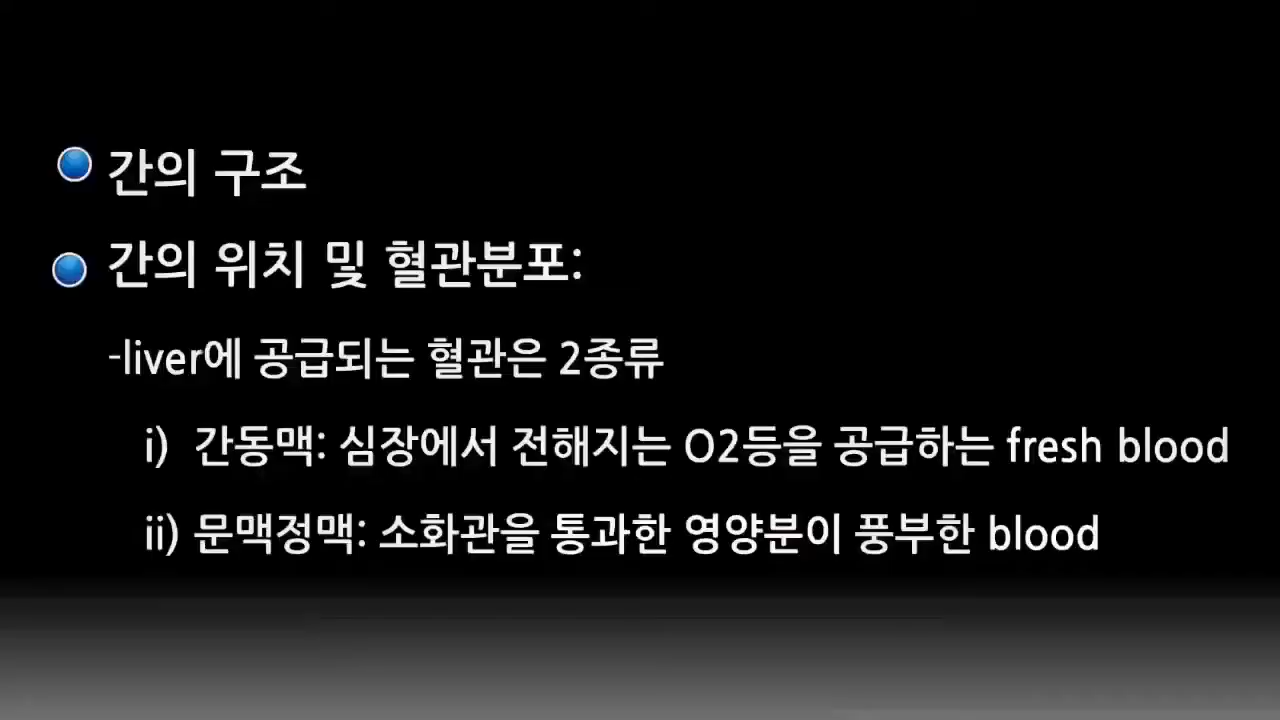 간의 구조
간의 위치 및 혈관분포:
-liver에 공급되는 혈관은 2종류
i) 간동맥: 심장에서 전해지는 O2등을 공급하는 fresh blood
ii) 문맥정맥: 소화관을 통과한 영양분이 풍부한 blood